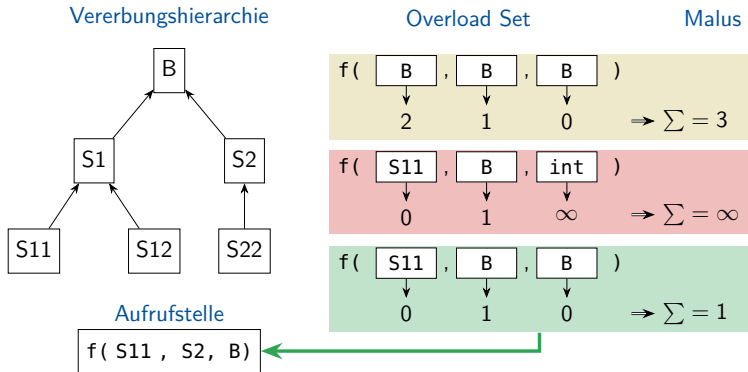 Vererbungshierarchie
B
S1 S2
S11 S12 S22
Aufrufstelle
f( S11 , S2, B)
Overload Set Malus
f( B , B , B )
2 1 0 ⇒ ∑ = 3
f( S11 , B , int )
0 1 ∞ ⇒ ∑ = ∞
f( S11 , B , B )
0 1 0 ⇒ ∑ = 1